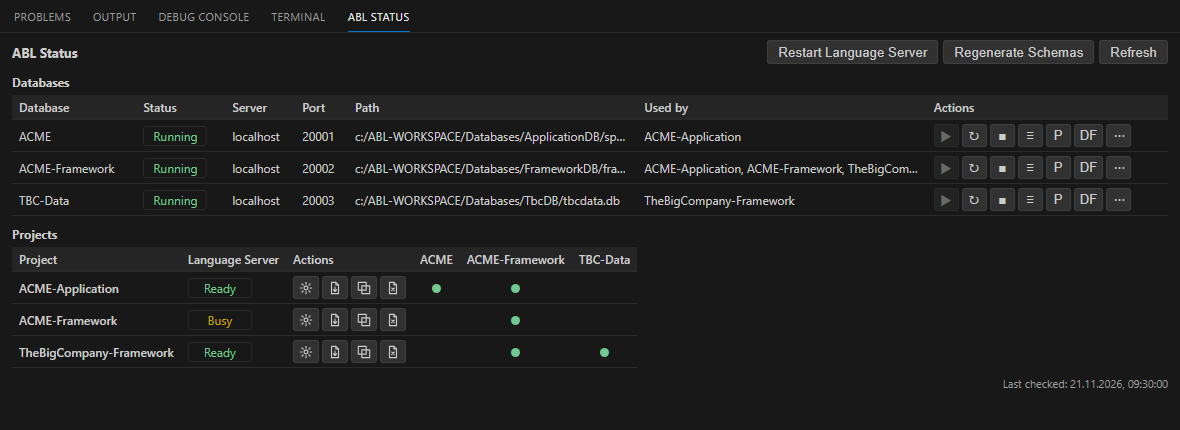 PROBLEMS OUTPUT DEBUG CONSOLE TERMINAL ABL STATUS
ABL Status Restart Language Server Regenerate Schemas Refresh
Databases
Database Status Server Port Path Used by Actions
ACME Running localhost 20001 c:/ABL-WORKSPACE/Databases/ApplicationDB/sp... ACME-Application P DF ...
ACME-Framework Running localhost 20002 c:/ABL-WORKSPACE/Databases/FrameworkDB/fra... ACME-Application, ACME-Framework, TheBigCom... P DF ...
TBC-Data Running localhost 20003 c:/ABL-WORKSPACE/Databases/TbcDB/tbcdata.db TheBigCompany-Framework P DF ...
Projects
Project Language Server Actions ACME ACME-Framework TBC-Data
ACME-Application Ready
ACME-Framework Busy
TheBigCompany-Framework Ready
Last checked: 21.11.2026, 09:30:00